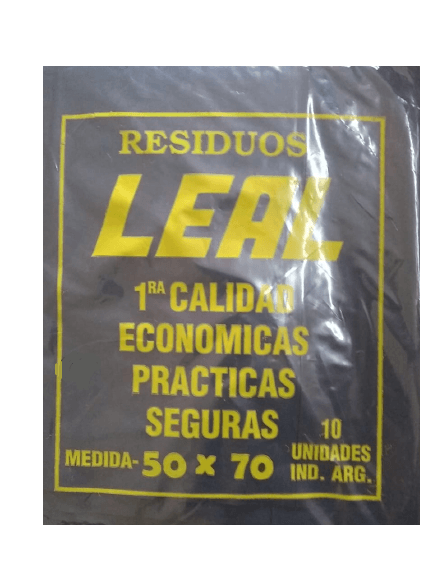 RESIDUOS
LEAL
1RA CALIDAD
ECONOMICAS
PRACTICAS
SEGURAS
10
UNIDADES
MEDIDA- 50 x 70
IND. ARG.